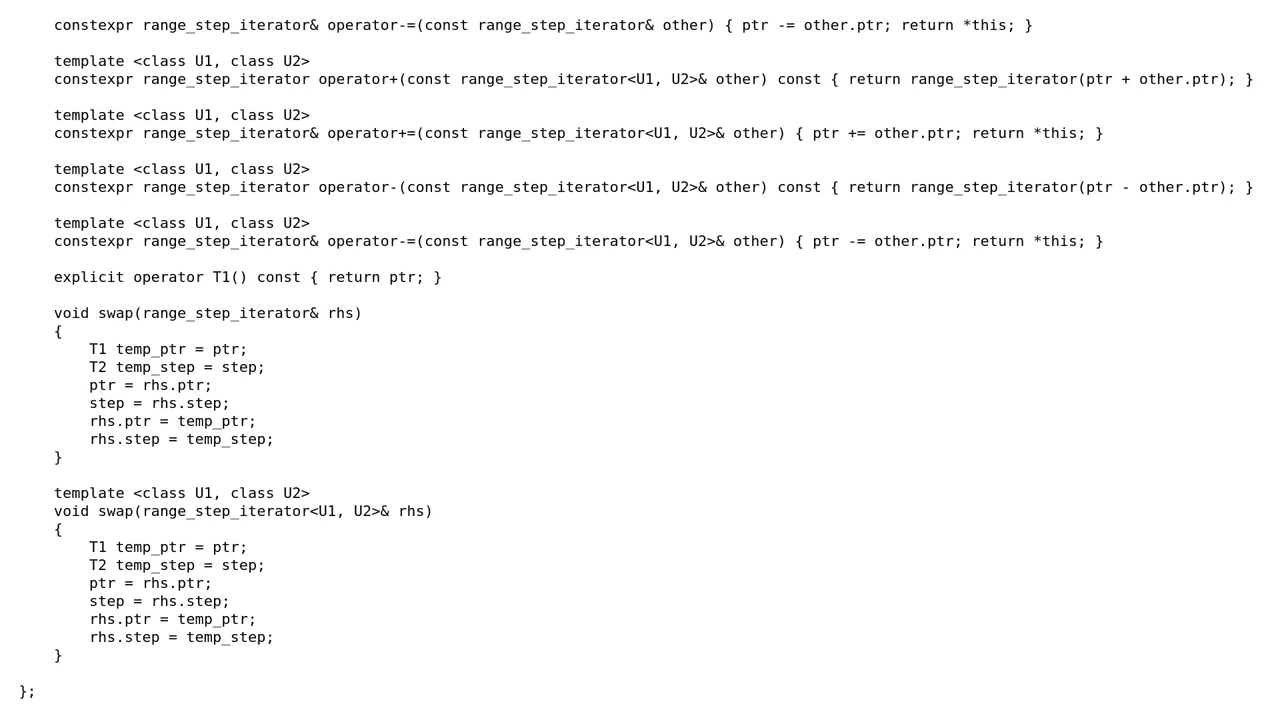 constexpr range_step_iterator& operator-=(const range_step_iterator& other) { ptr -= other.ptr; return *this; }
template <class U1, class U2>
constexpr range_step_iterator operator+(const range_step_iterator<U1, U2>& other) const { return range_step_iterator(ptr + other.ptr); }
template <class U1, class U2>
constexpr range_step_iterator& operator+=(const range_step_iterator<U1, U2>& other) { ptr += other.ptr; return *this; }
template <class U1, class U2>
constexpr range_step_iterator operator-(const range_step_iterator<U1, U2>& other) const { return range_step_iterator(ptr - other.ptr); }
template <class U1, class U2>
constexpr range_step_iterator& operator-=(const range_step_iterator<U1, U2>& other) { ptr -= other.ptr; return *this; }
explicit operator T1() const { return ptr; }
void swap(range_step_iterator& rhs)
{
T1 temp_ptr = ptr;
T2 temp_step = step;
ptr = rhs.ptr;
step = rhs.step;
rhs.ptr = temp_ptr;
rhs.step = temp_step;
}
template <class U1, class U2>
void swap(range_step_iterator<U1, U2>& rhs)
{
T1 temp_ptr = ptr;
T2 temp_step = step;
ptr = rhs.ptr;
step = rhs.step;
rhs.ptr = temp_ptr;
rhs.step = temp_step;
}
};